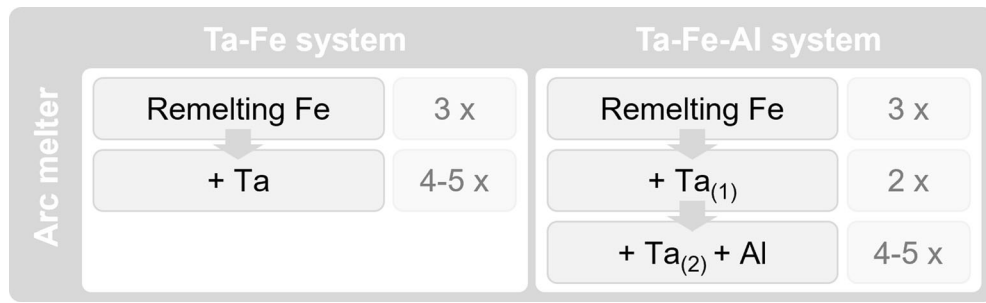 Ta-Fe system
Ta-Fe-Al system
Arc melter
Remelting Fe
3 x
+ Ta
4-5 x
Remelting Fe
3 x
+ Ta(1)
2 x
+ Ta(2) + Al
4-5 x